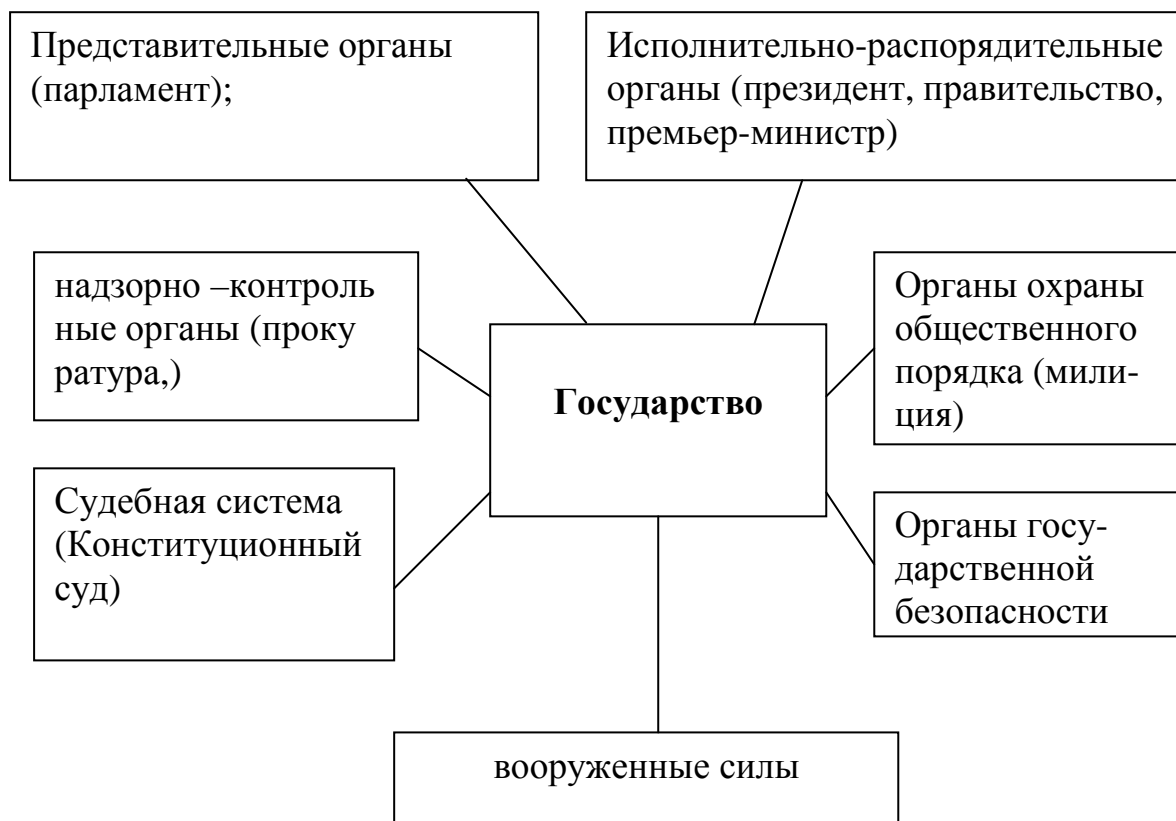 Представительные органы
(парламент);
Исполнительно-распорядительные
органы (президент, правительство,
премьер-министр)
надзорно –контроль
ные органы (проку
ратура,)
Органы охраны
общественного
порядка (мили-
ция)
Государство
Судебная система
(Конституционный
суд)
Органы госу-
дарственной
безопасности
вооруженные силы